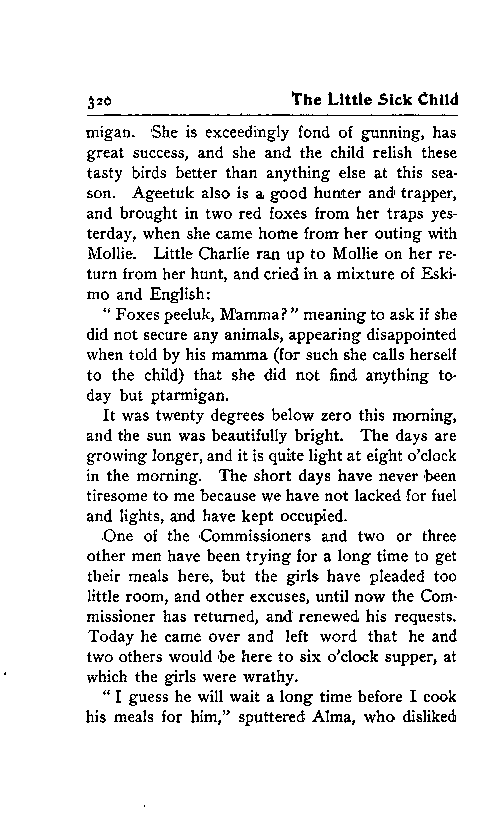 320 The Little Sick Child
migan. She is exceedingly fond of gunning, has
great success, and she and the child relish these
tasty birds better than anything else at this sea-
son. Ageetuk also is a good hunter and trapper,
and brought in two red foxes from her traps yes-
terday, when she came home from her outing with
Mollie. Little Charlie ran up to Mollie on her re-
turn from her hunt, and cried in a mixture of Eski-
mo and English:
" Foxes peeluk, Mamma? " meaning to ask if she
did not secure any animals, appearing disappointed
when told by his mamma (for such she calls herself
to the child) that she did not find anything to-
day but ptarmigan.
It was twenty degrees below zero this morning,
and the sun was beautifully bright. The days are
growing longer, and it is quite light at eight o'clock
in the morning. The short days have never been
tiresome to me because we have not lacked for fuel
and lights, and have kept occupied.
One of the Commissioners and two or three
other men have been trying for a long time to get
their meals here, but the girls have pleaded too
little room, and other excuses, until now the Com-
missioner has returned, and renewed his requests.
Today he came over and left word that he and
two others would be here to six o'clock supper, at
which the girls were wrathy.
" I guess he will wait a long time before I cook
his meals for him," sputtered Alma, who disliked